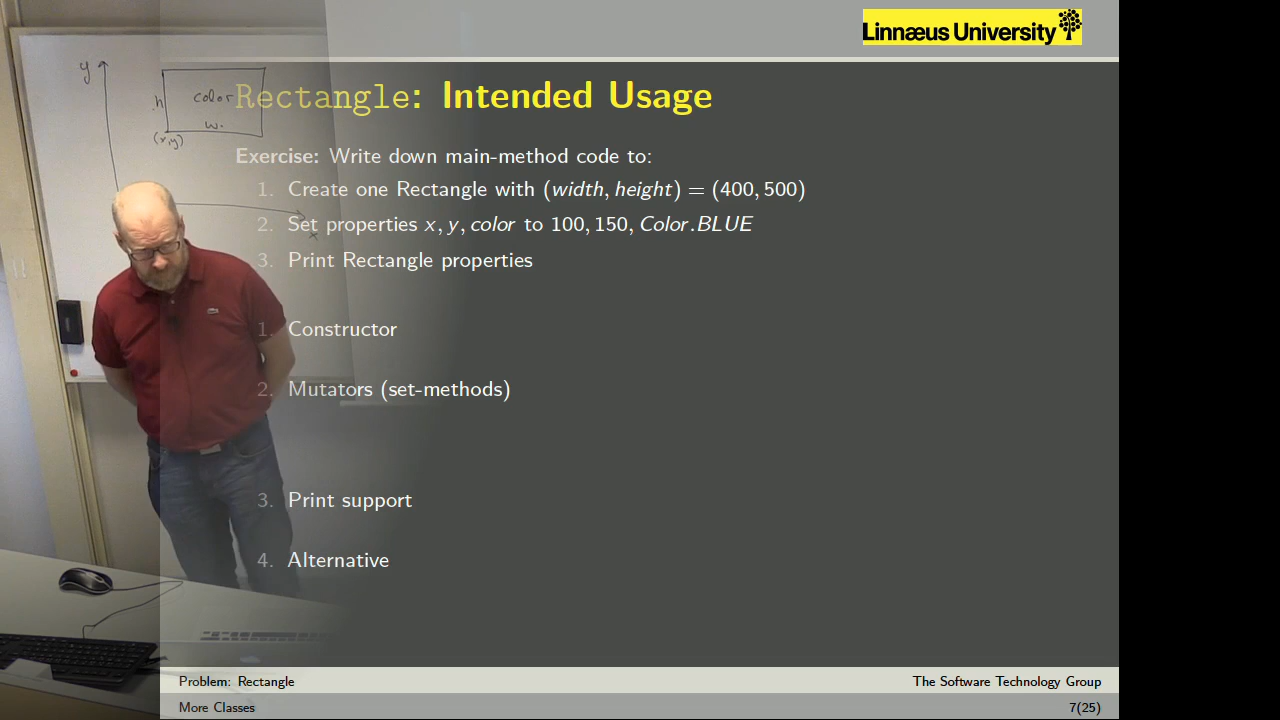 Linnæus University
y
h
color
w.
(x,y)
x
Rectangle: Intended Usage
Exercise: Write down main-method code to:
1. Create one Rectangle with (width, height) = (400, 500)
2. Set properties x, y, color to 100, 150, Color.BLUE
3. Print Rectangle properties
1. Constructor
2. Mutators (set-methods)
3. Print support
4. Alternative
Problem: Rectangle
The Software Technology Group
More Classes
7(25)